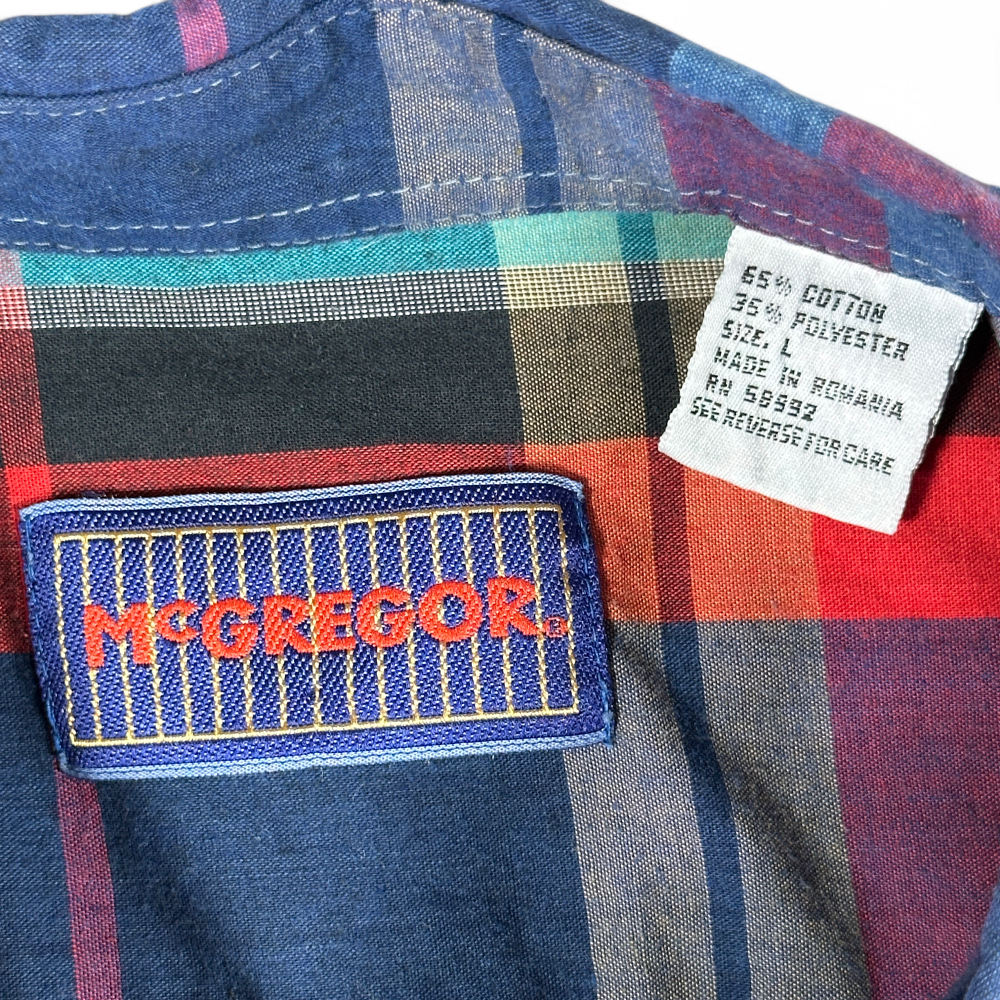 65% COTTON
35% POLYESTER
SIZE. L
MADE IN ROMANIA
RN 59992
SEE REVERSE FOR CARE
McGREGOR®